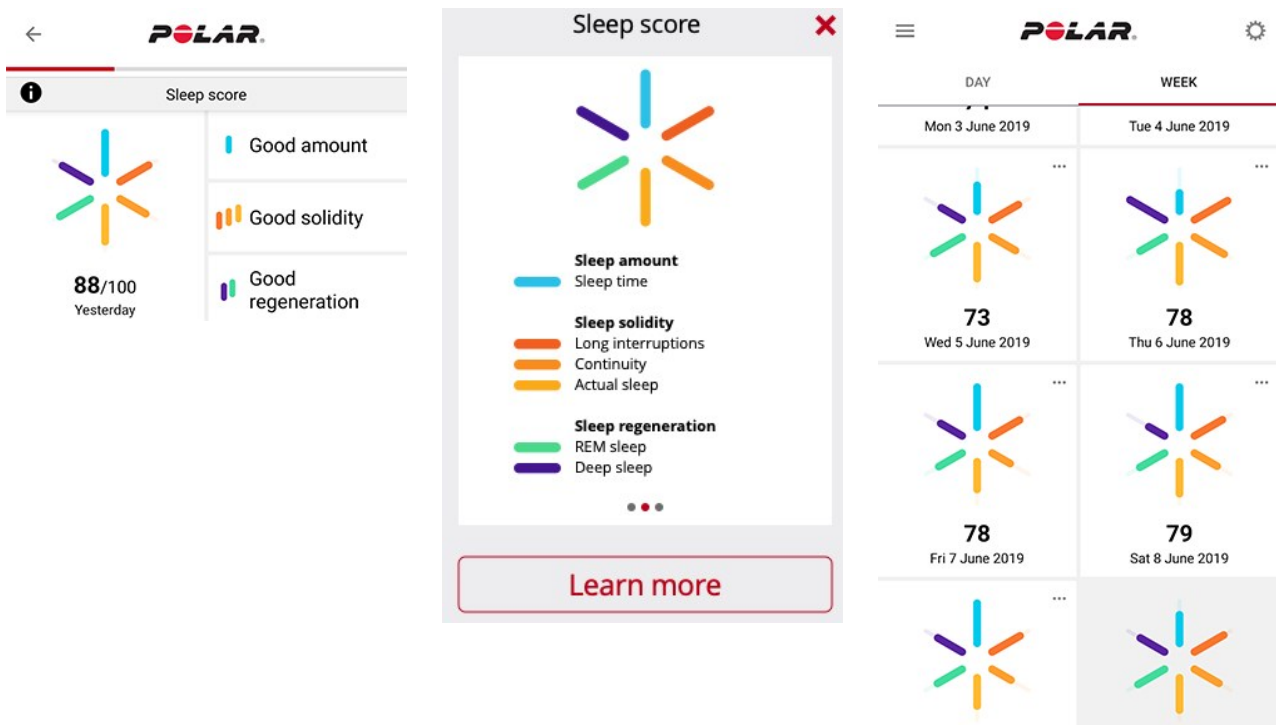 POLAR
Sleep score
Good amount
Good solidity
Good
regeneration
88/100
Yesterday
Sleep score
Sleep amount
Sleep time
Sleep solidity
Long interruptions
Continuity
Actual sleep
Sleep regeneration
REM sleep
Deep sleep
Learn more
POLAR
DAY WEEK
Mon 3 June 2019 Tue 4 June 2019
73 78
Wed 5 June 2019 Thu 6 June 2019
78 79
Fri 7 June 2019 Sat 8 June 2019